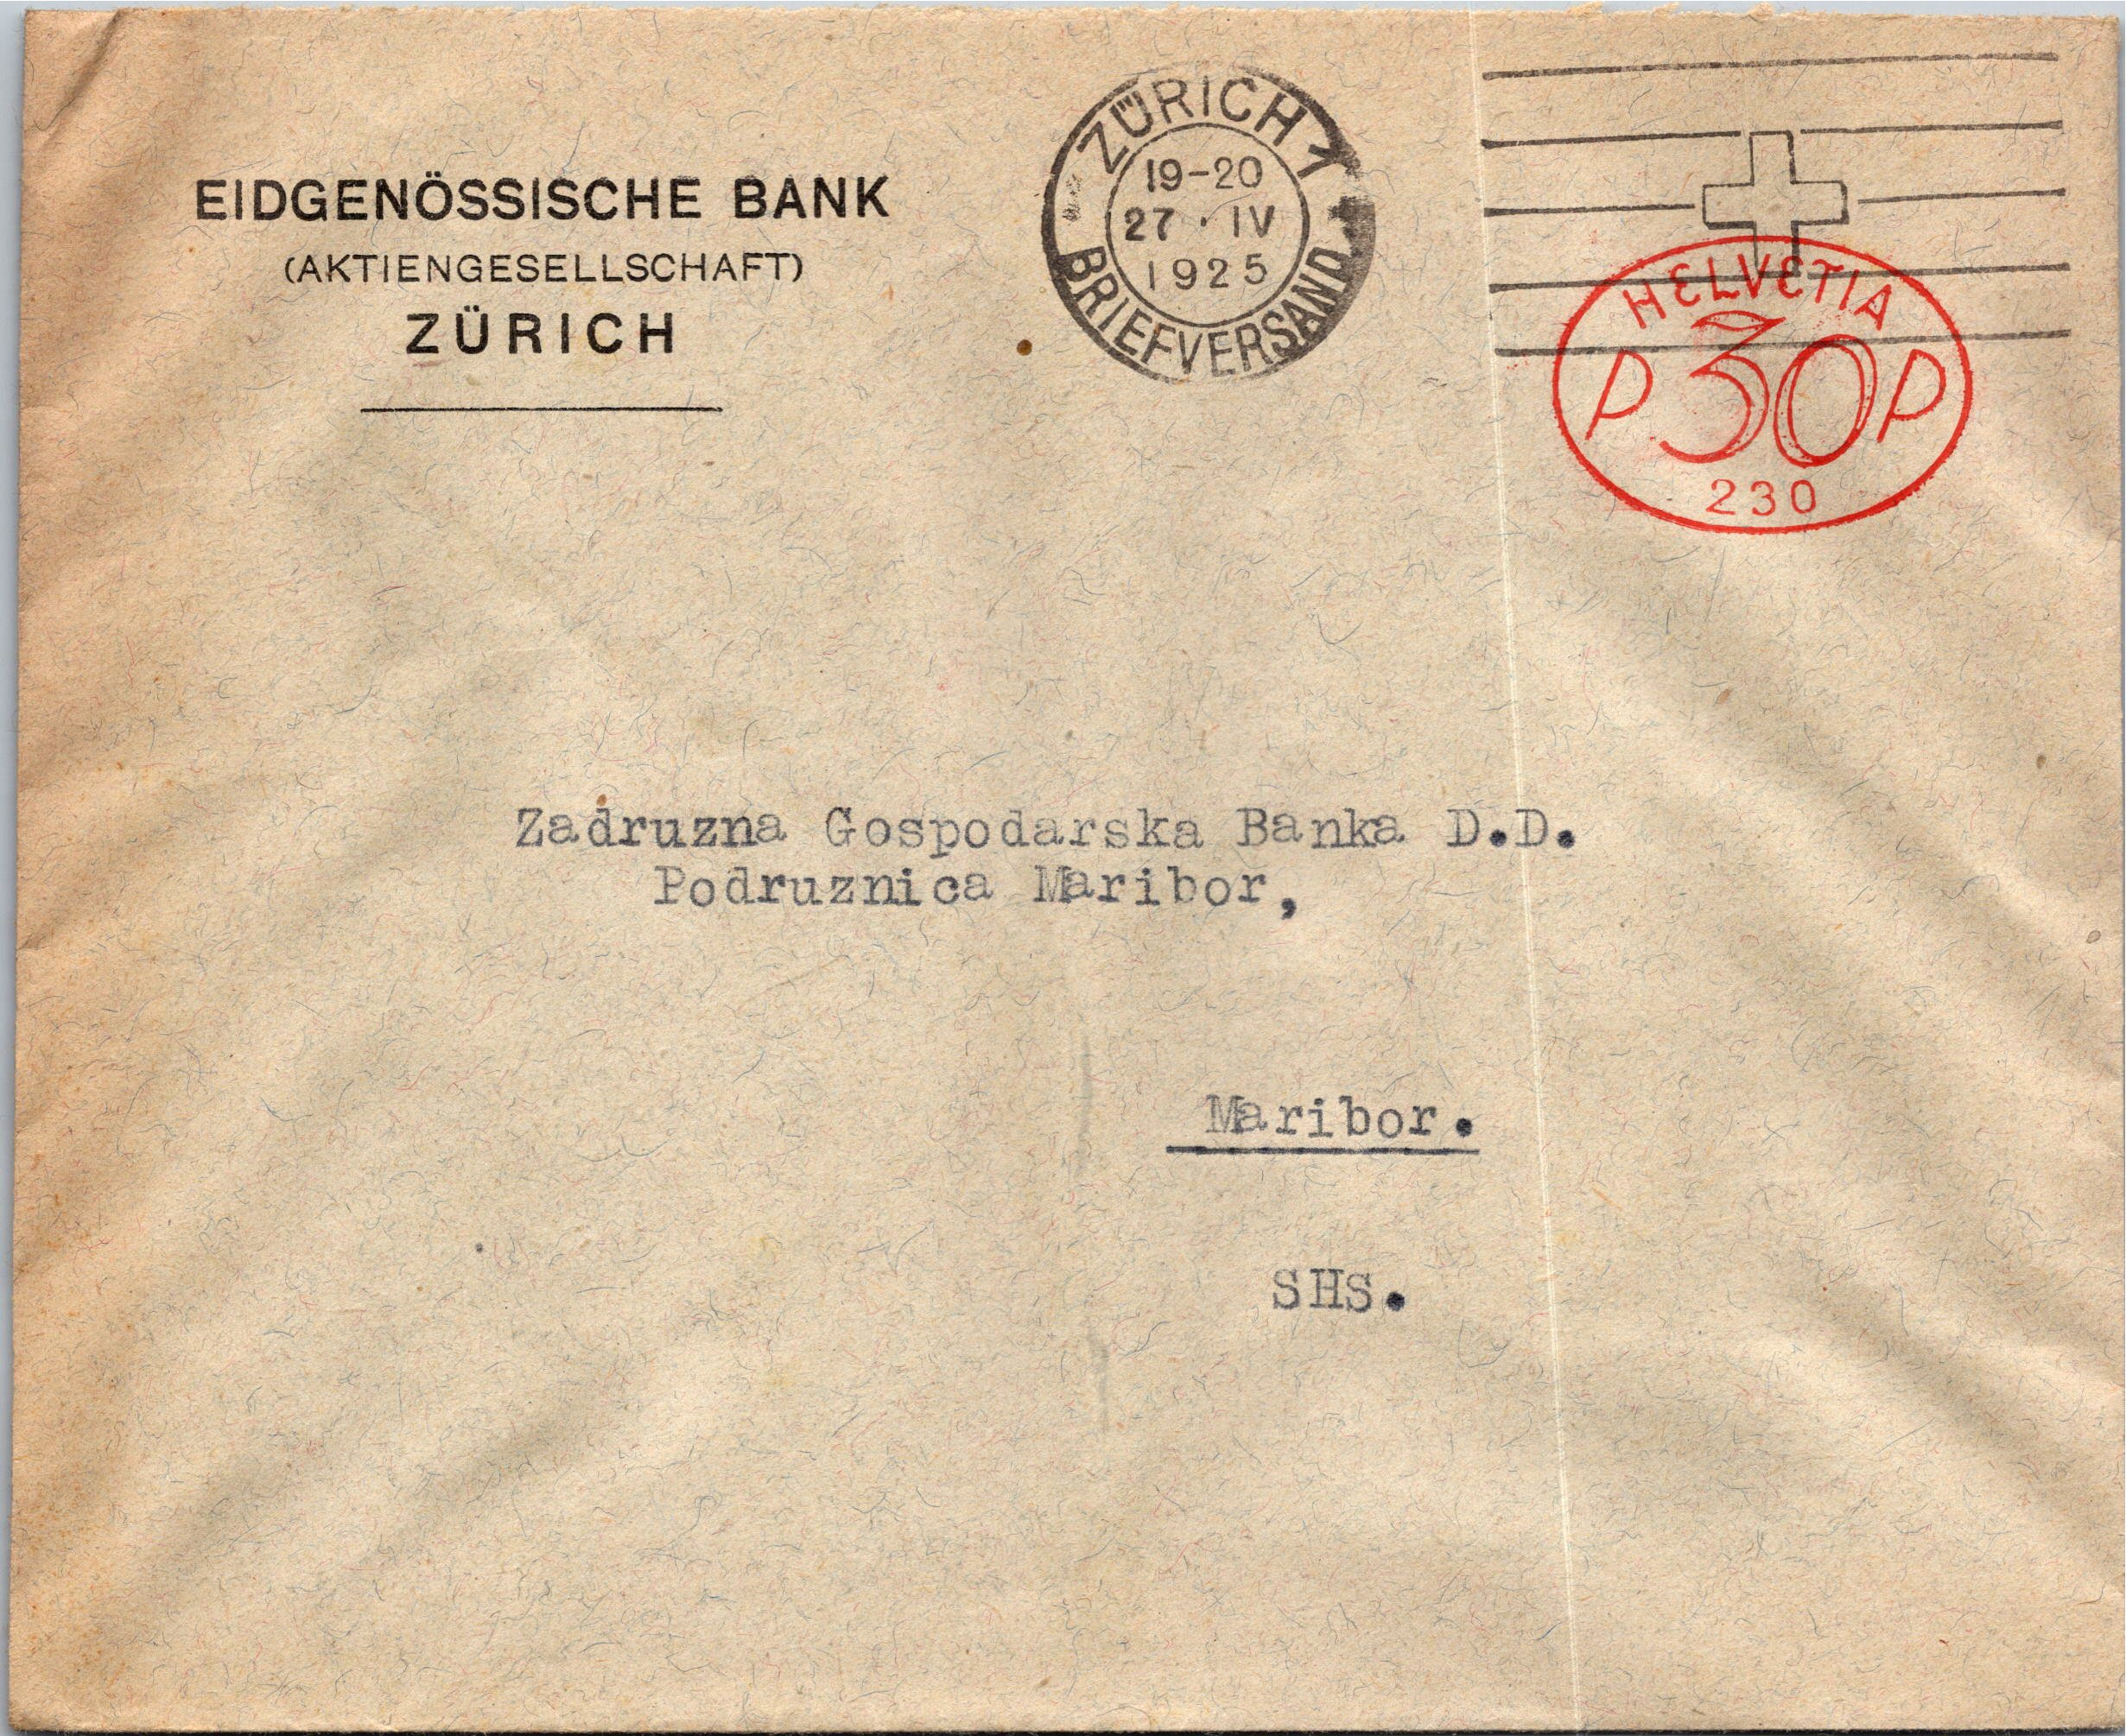 EIDGENÖSSISCHE BANK
(AKTIENGESELLSCHAFT)
ZÜRICH
ZÜRICH 1
19-20
27·IV
1925
BRIEFVERSAND
HELVETIA
P 30 P
230
Zadruzna Gospodarska Banka D.D.
Podruznica Maribor,
Maribor.
SHS.